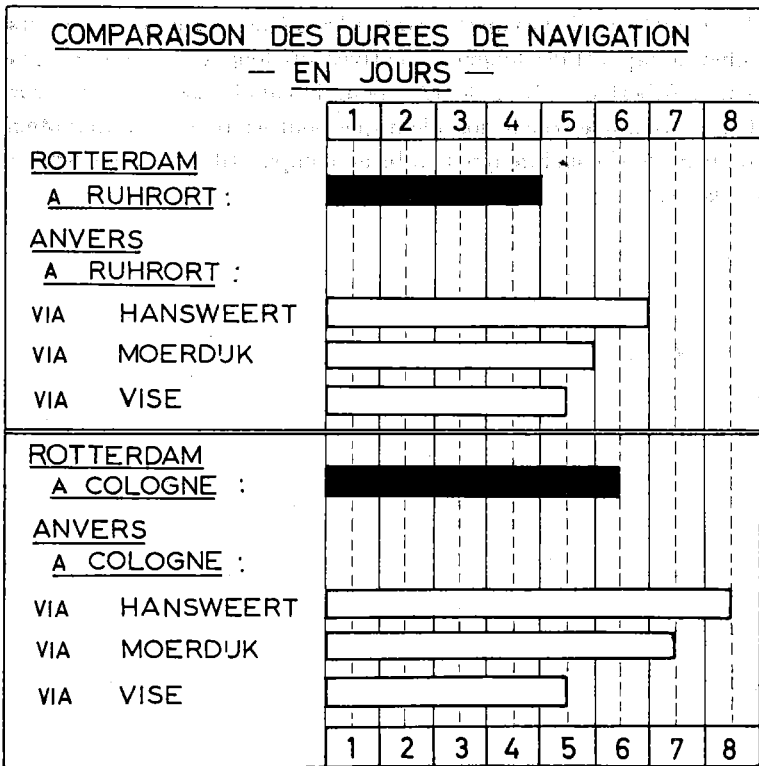 COMPARAISON DES DUREES DE NAVIGATION
— EN JOURS —
1 2 3 4 5 6 7 8
ROTTERDAM
A RUHRORT :
ANVERS
A RUHRORT :
VIA HANSWEERT
VIA MOERDIJK
VIA VISE
ROTTERDAM
A COLOGNE :
ANVERS
A COLOGNE :
VIA HANSWEERT
VIA MOERDIJK
VIA VISE
1 2 3 4 5 6 7 8